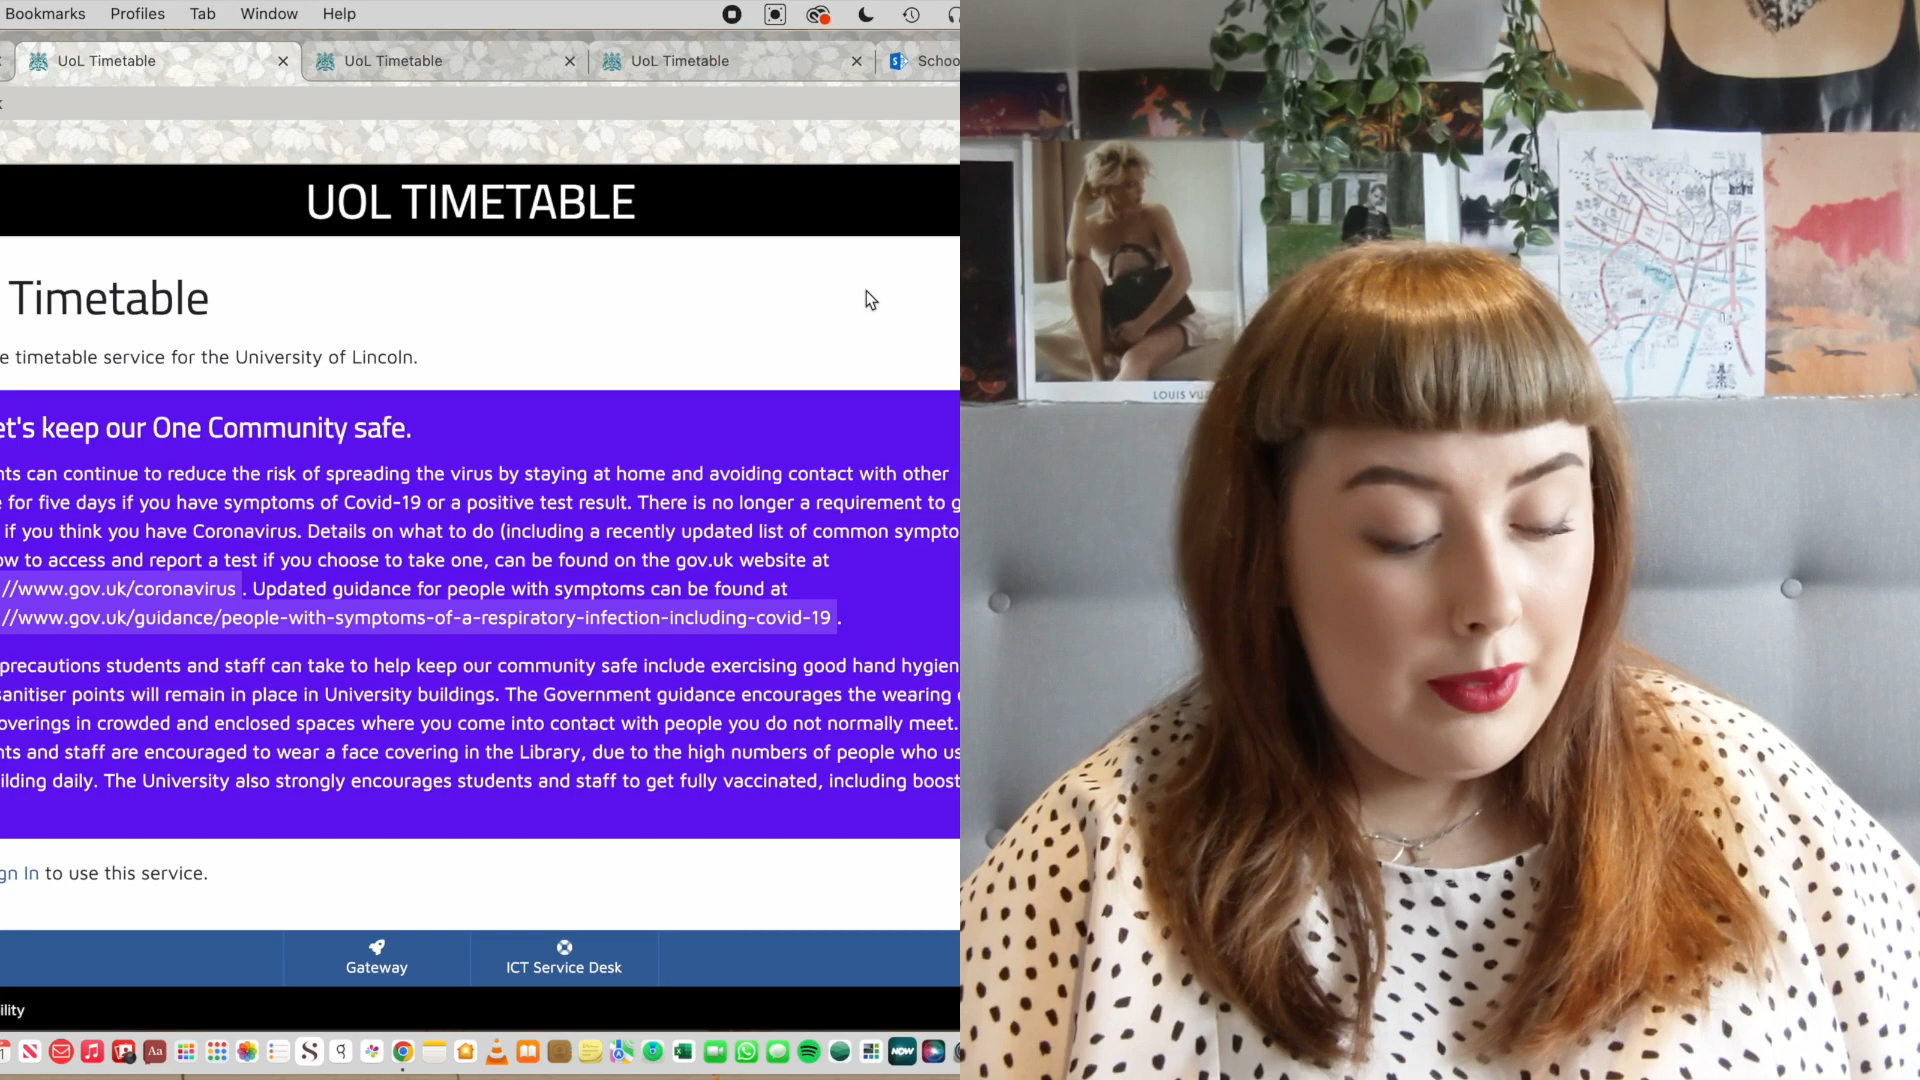 Bookmarks Profiles Tab Window Help
UoL Timetable
UoL Timetable
UoL Timetable
Schoo
UOL TIMETABLE
Timetable
e timetable service for the University of Lincoln.
et's keep our One Community safe.
nts can continue to reduce the risk of spreading the virus by staying at home and avoiding contact with other
e for five days if you have symptoms of Covid-19 or a positive test result. There is no longer a requirement to g
if you think you have Coronavirus. Details on what to do (including a recently updated list of common sympto
ow to access and report a test if you choose to take one, can be found on the gov.uk website at
//www.gov.uk/coronavirus . Updated guidance for people with symptoms can be found at
//www.gov.uk/guidance/people-with-symptoms-of-a-respiratory-infection-including-covid-19 .
precautions students and staff can take to help keep our community safe include exercising good hand hygien
sanitiser points will remain in place in University buildings. The Government guidance encourages the wearing
overings in crowded and enclosed spaces where you come into contact with people you do not normally meet.
nts and staff are encouraged to wear a face covering in the Library, due to the high numbers of people who us
ilding daily. The University also strongly encourages students and staff to get fully vaccinated, including boost
gn In to use this service.
Gateway
ICT Service Desk
ility
Aa
NOW
LOUIS VU